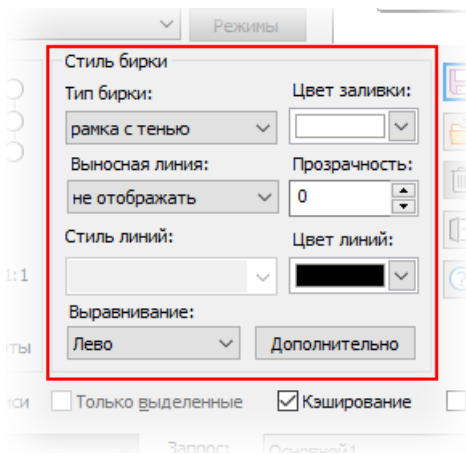 Режимы
Стиль бирки
Тип бирки:
Цвет заливки:
рамка с тенью
Выносная линия:
Прозрачность:
не отображать
0
Стиль линий:
Цвет линий:
1:1
Выравнивание:
Лево
Дополнительно
Только выделенные
Кэширование
Запрос:
Основной1